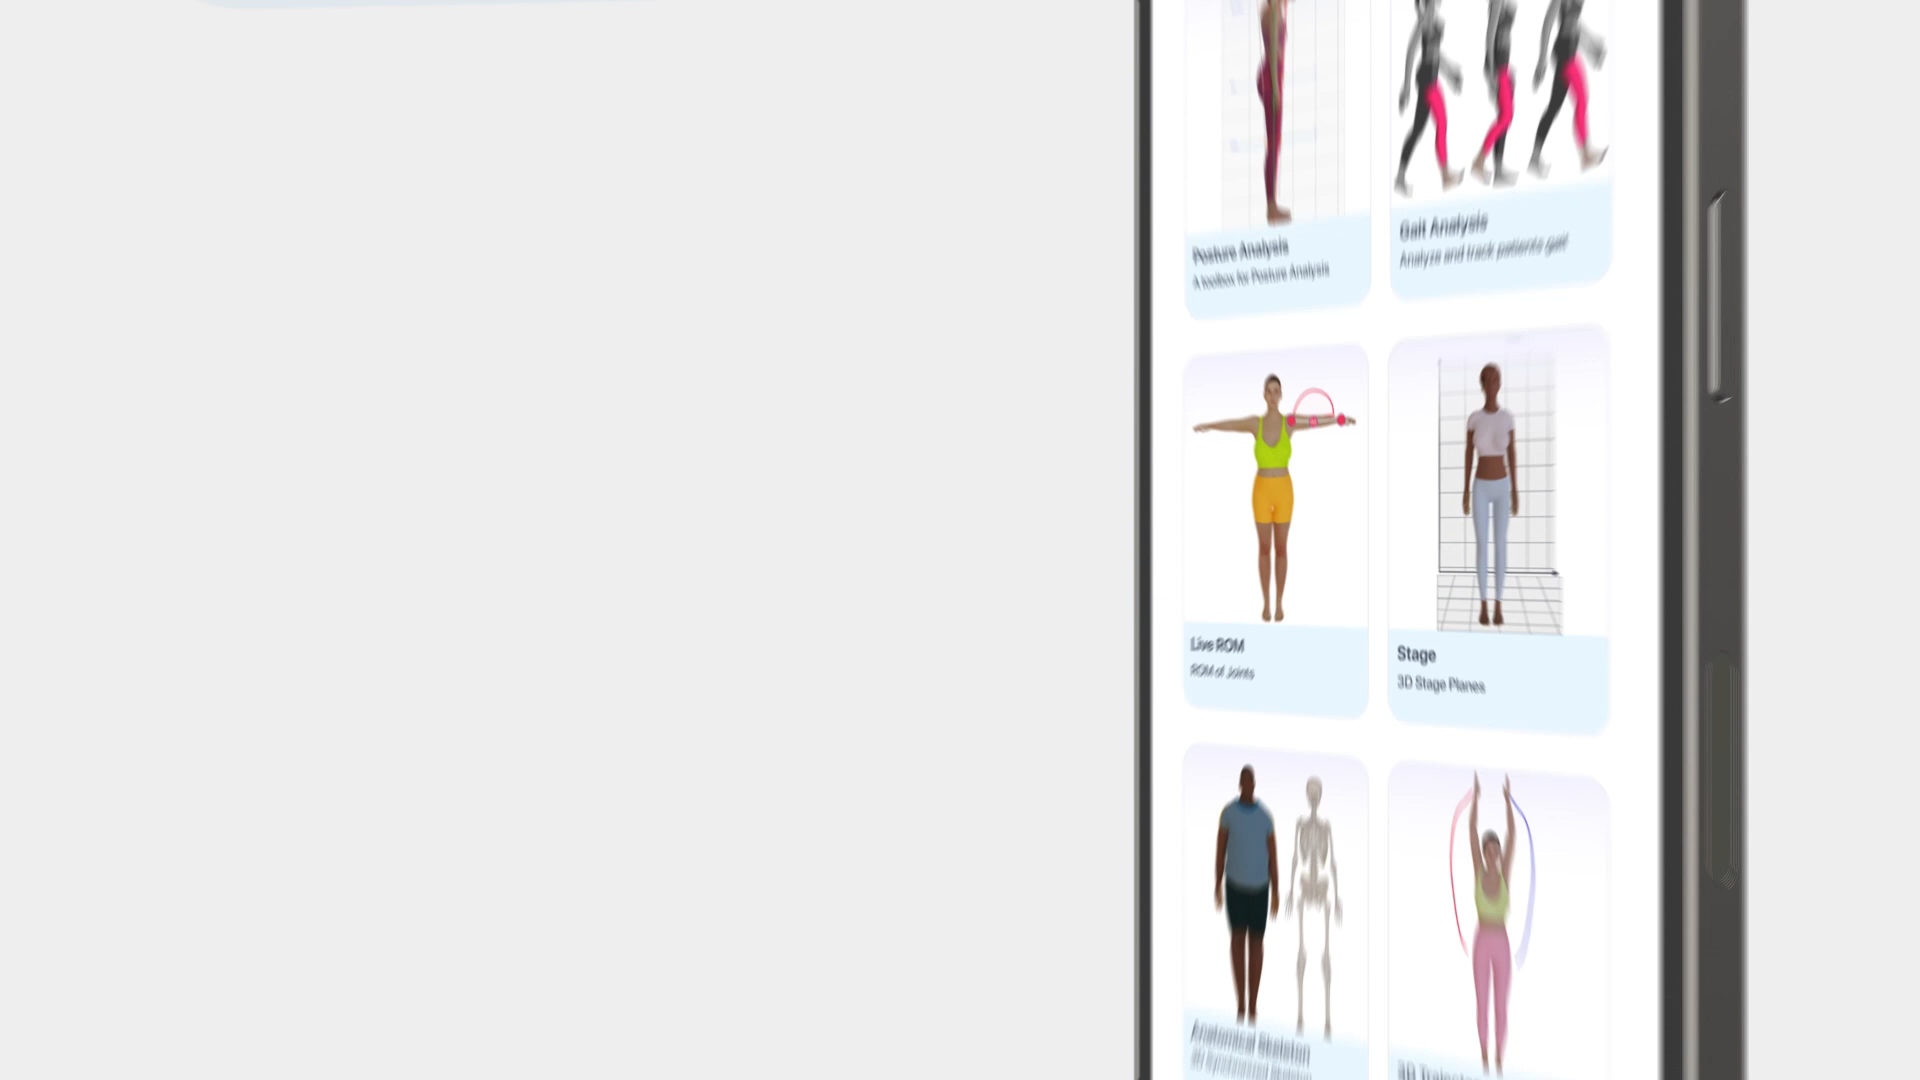 Posture Analysis
A toolbox for Posture Analysis
Gait Analysis
Analyze and track patients gait
Live ROM
ROM of Joints
Stage
3D Stage Planes
Anatomical Skeleton
3D